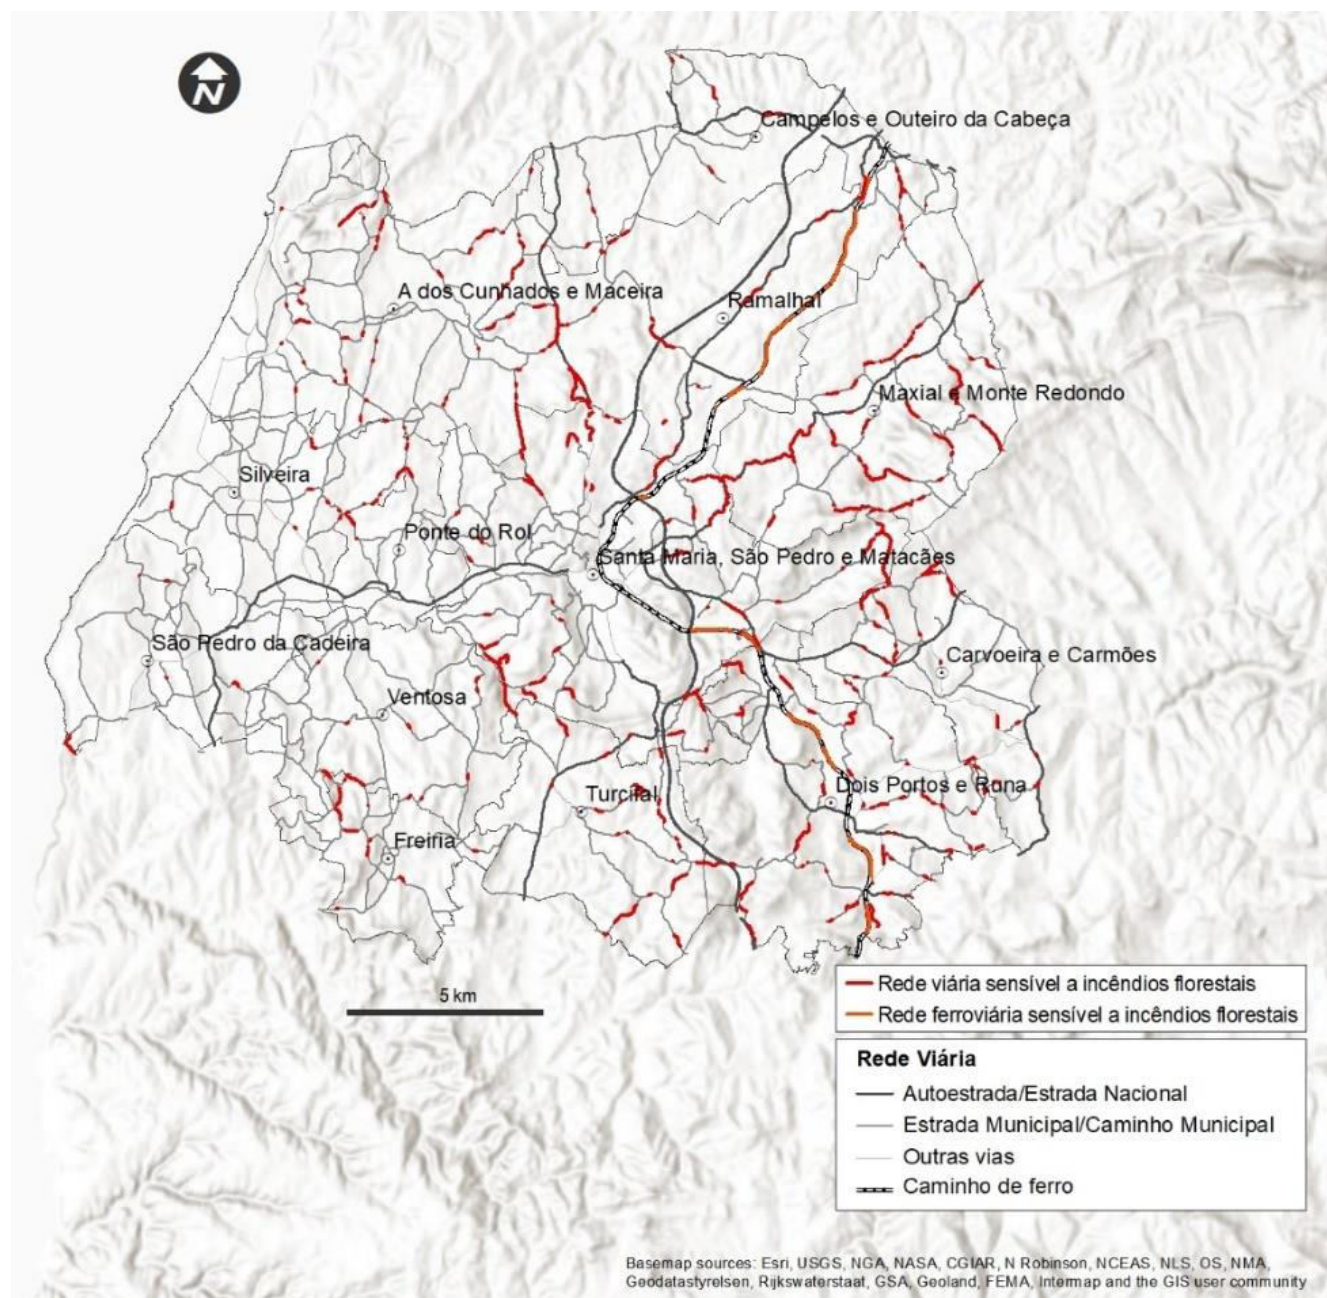 N
Campelos e Outeiro da Cabeça
A dos Cunhados e Maceira
Ramalhal
Maxial e Monte Redondo
Silveira
Ponte do Rol
Santa Maria, São Pedro e Matacães
São Pedro da Cadeira
Carvoeira e Carmões
Ventosa
Dois Portos e Runa
Turcifal
Freiria
5 km
Rede viária sensível a incêndios florestais
Rede ferroviária sensível a incêndios florestais
Rede Viária
Autoestrada/Estrada Nacional
Estrada Municipal/Caminho Municipal
Outras vias
Caminho de ferro
Basemap sources: Esri, USGS, NGA, NASA, CGIAR, N Robinson, NCEAS, NLS, OS, NMA,
Geodatastyrelsen, Rijkswaterstaat, GSA, Geoland, FEMA, Intermap and the GIS user community